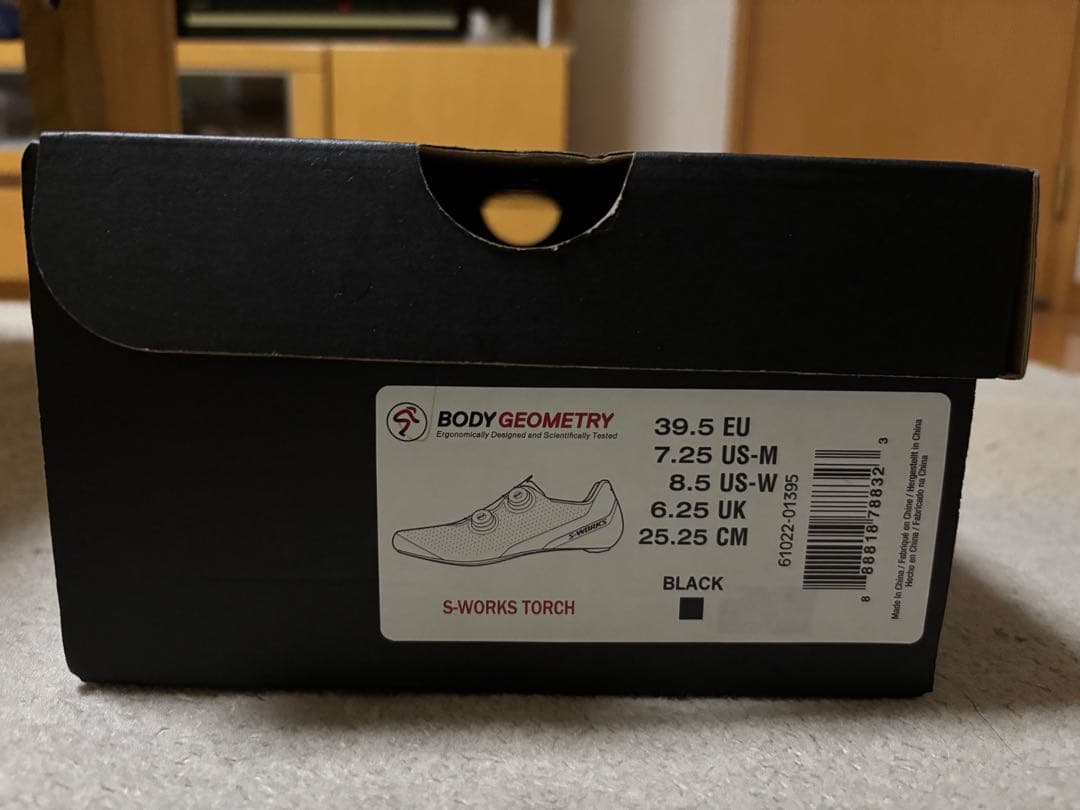 BODY GEOMETRY
Ergonomically Designed and Scientifically Tested
S-WORKS
S-WORKS TORCH
39.5 EU
7.25 US-M
8.5 US-W
6.25 UK
25.25 CM
BLACK
61022-01395
8 88818 78832 3
Made in China / Fabriqué en Chine / Hergestellt in China
Hecho en China / Fabricado na China